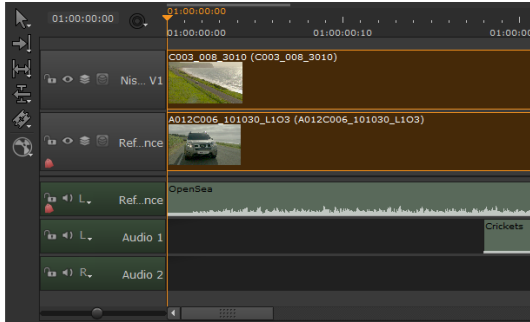 01:00:00:00
01:00:00:00
01:00:00:00
01:00:00:10
01:00:0
Nis... V1
C003_008_3010 (C003_008_3010)
Ref...nce
A012C006_101030_L1O3 (A012C006_101030_L1O3)
L
Ref...nce
OpenSea
L
Audio 1
Crickets
R
Audio 2